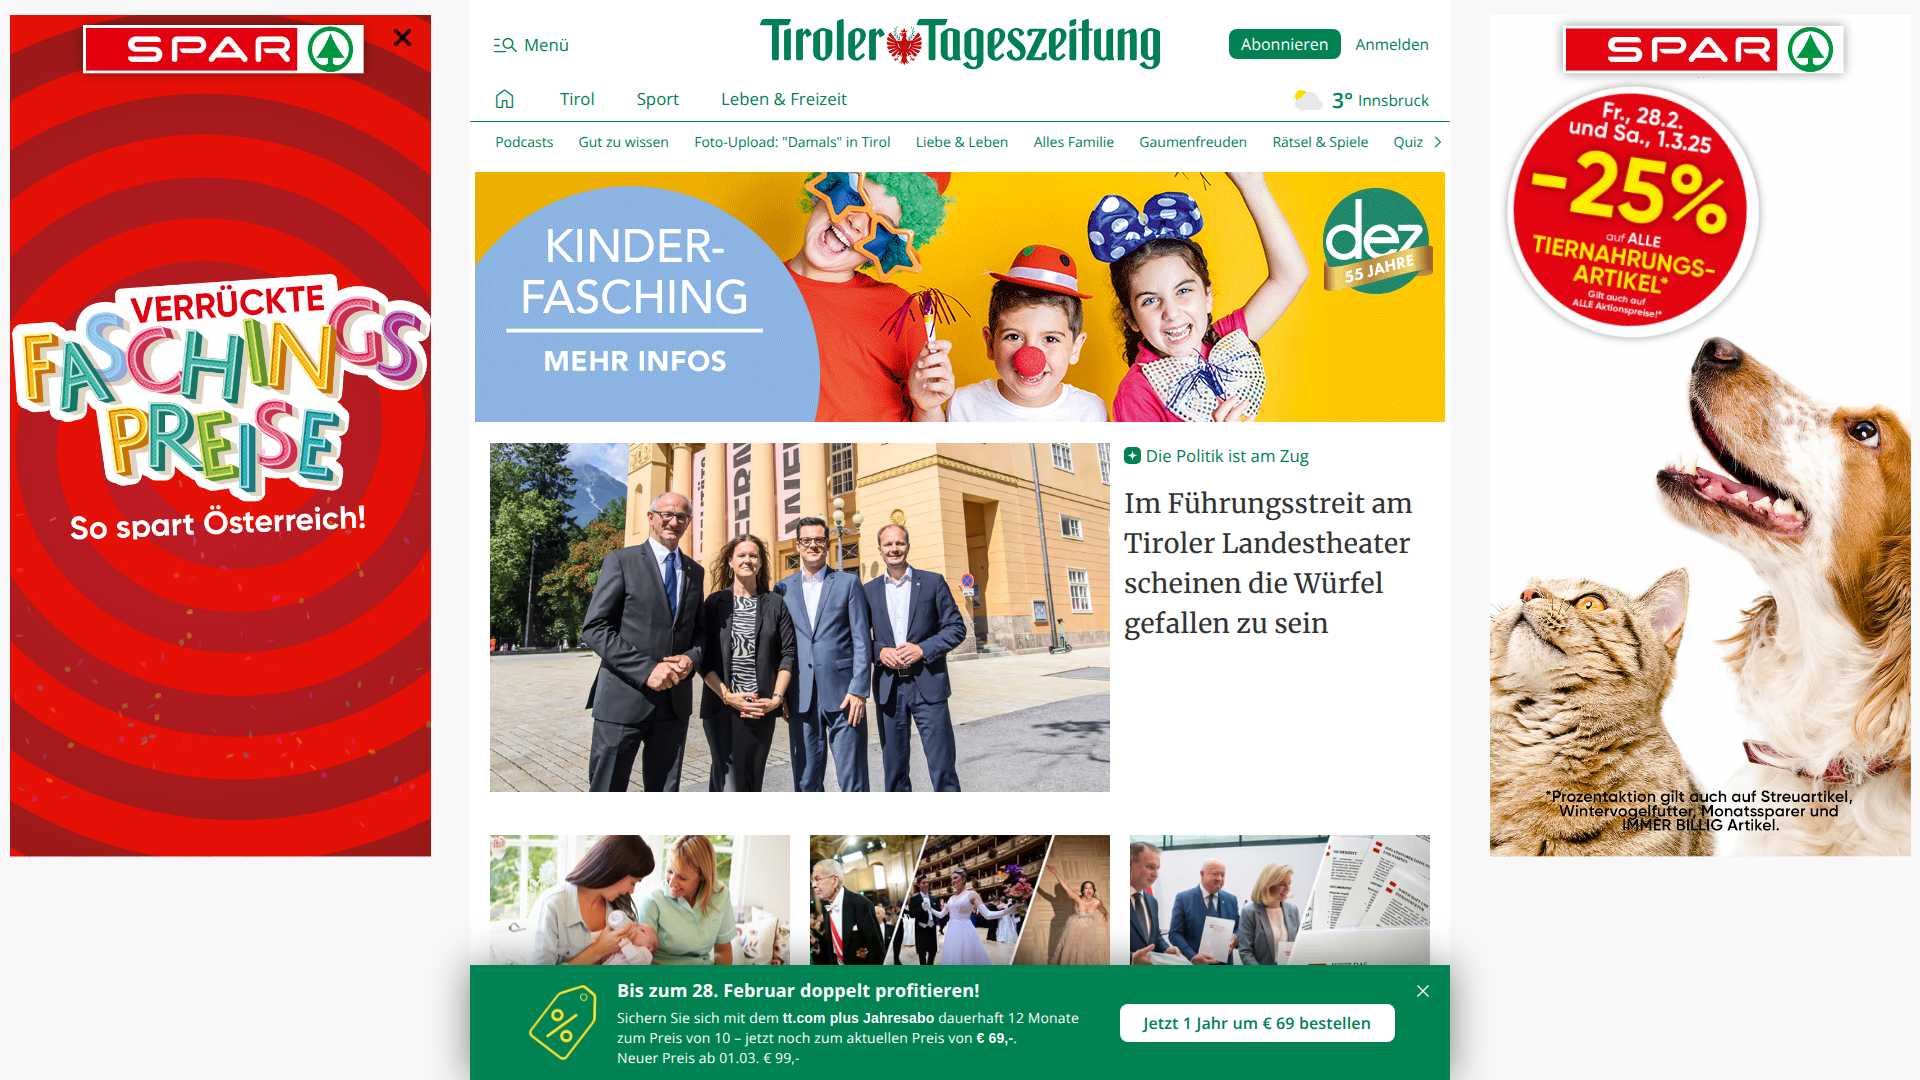 SPAR
VERRÜCKTE
FASCHINGS
PREISE
So spart Österreich!
Menü
Tiroler Tageszeitung
Abonnieren
Anmelden
Tirol
Sport
Leben & Freizeit
3° Innsbruck
Podcasts
Gut zu wissen
Foto-Upload: "Damals" in Tirol
Liebe & Leben
Alles Familie
Gaumenfreuden
Rätsel & Spiele
Quiz
KINDER-
FASCHING
MEHR INFOS
dez
55 JAHRE
Die Politik ist am Zug
Im Führungsstreit am
Tiroler Landestheater
scheinen die Würfel
gefallen zu sein
Bis zum 28. Februar doppelt profitieren!
Sichern Sie sich mit dem tt.com plus Jahresabo dauerhaft 12 Monate
zum Preis von 10 – jetzt noch zum aktuellen Preis von € 69,-.
Neuer Preis ab 01.03. € 99,-
Jetzt 1 Jahr um € 69 bestellen
SPAR
Fr., 28.2.
und Sa., 1.3.25
-25%
auf ALLE
TIERNAHRUNGS-
ARTIKEL*
Gilt auch auf
ALLE Aktionspreise!*
*Prozentaktion gilt auch auf Streuartikel,
Wintervogelfutter, Monatssparer und
IMMER BILLIG Artikel.